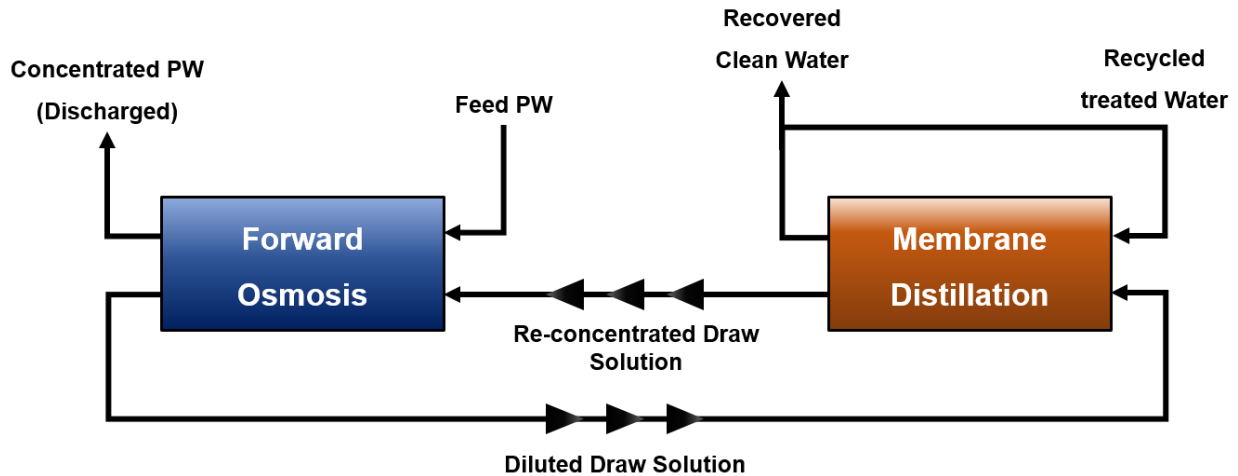 Concentrated PW
(Discharged)
Feed PW
Recovered
Clean Water
Recycled
treated Water
Forward
Osmosis
Membrane
Distillation
Re-concentrated Draw
Solution
Diluted Draw Solution